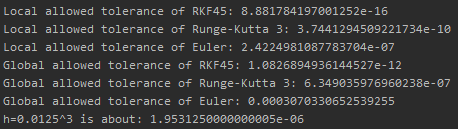 Local allowed tolerance of RKF45: 8.881784197001252e-16
Local allowed tolerance of Runge-Kutta 3: 3.7441294509221734e-10
Local allowed tolerance of Euler: 2.4224981087783704e-07
Global allowed tolerance of RKF45: 1.0826894936144527e-12
Global allowed tolerance of Runge-Kutta 3: 6.349035976960238e-07
Global allowed tolerance of Euler: 0.0003070330652539255
h=0.0125^3 is about: 1.9531250000000005e-06